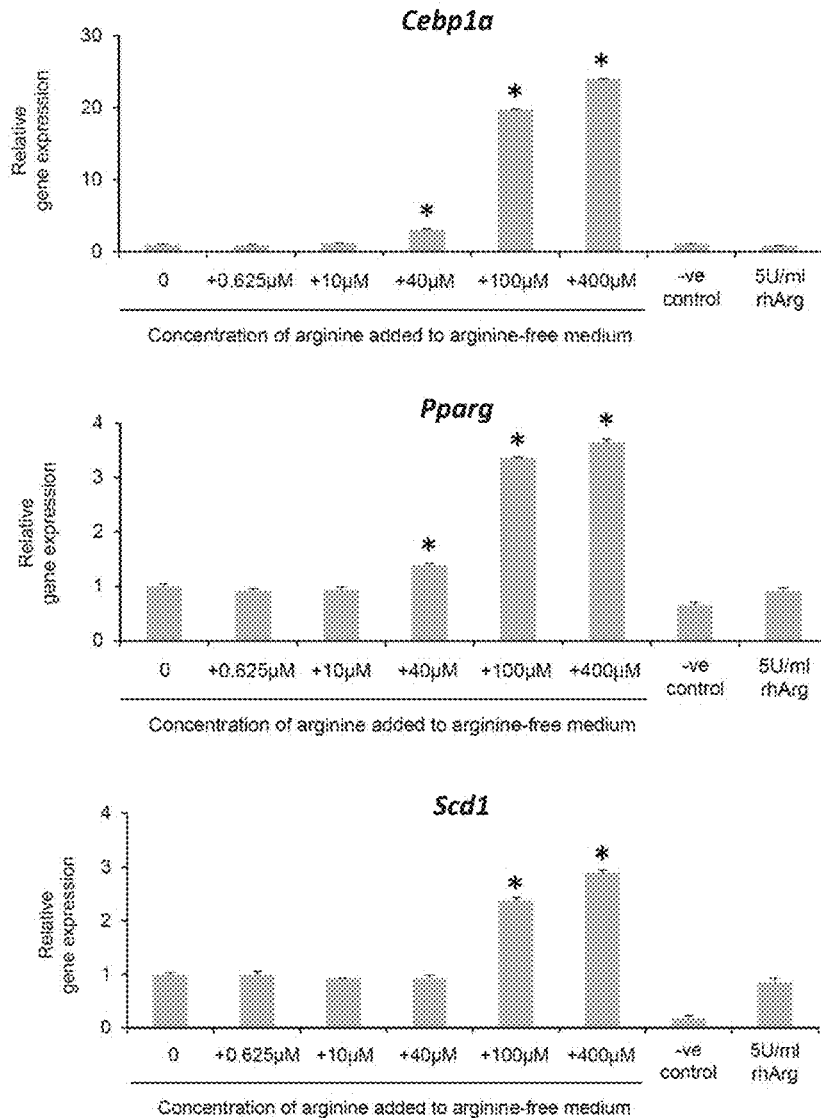 Cebp1a
Relative
gene expression
30
20
10
0
0 +0.625µM +10µM +40µM +100µM +400µM -ve control 5U/ml rhArg
* * *
Concentration of arginine added to arginine-free medium
Pparg
Relative
gene expression
4
3
2
1
0
0 +0.625µM +10µM +40µM +100µM +400µM -ve control 5U/ml rhArg
* * *
Concentration of arginine added to arginine-free medium
Scd1
Relative
gene expression
4
3
2
1
0
0 +0.625µM +10µM +40µM +100µM +400µM -ve control 5U/ml rhArg
* *
Concentration of arginine added to arginine-free medium